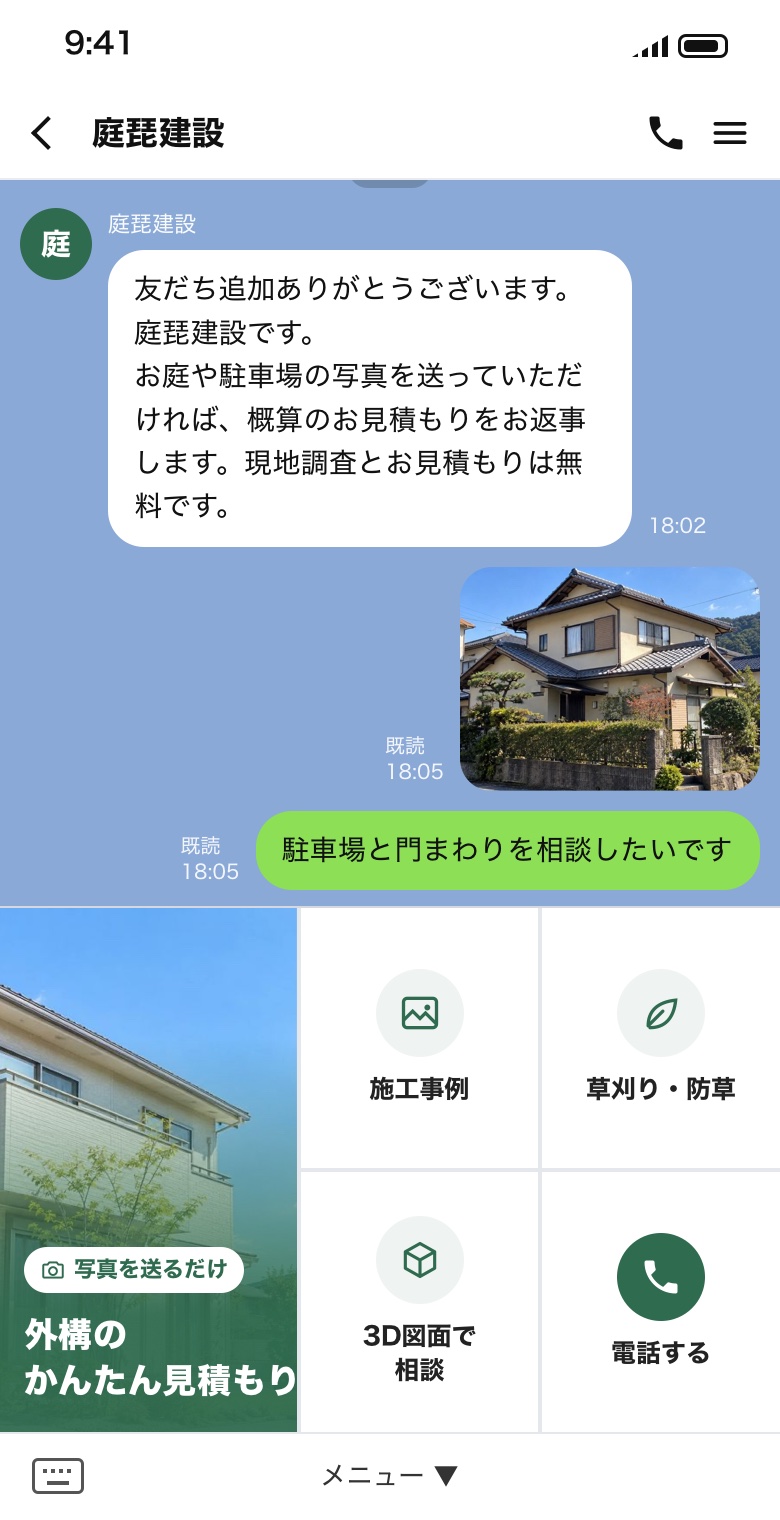 9:41
庭琵建設
庭
庭琵建設
友だち追加ありがとうございます。
庭琵建設です。
お庭や駐車場の写真を送っていただ
ければ、概算のお見積もりをお返事
します。現地調査とお見積もりは無
料です。
18:02
既読
18:05
既読
18:05
駐車場と門まわりを相談したいです
写真を送るだけ
外構の
かんたん見積もり
施工事例
草刈り・防草
3D図面で
相談
電話する
メニュー ▼